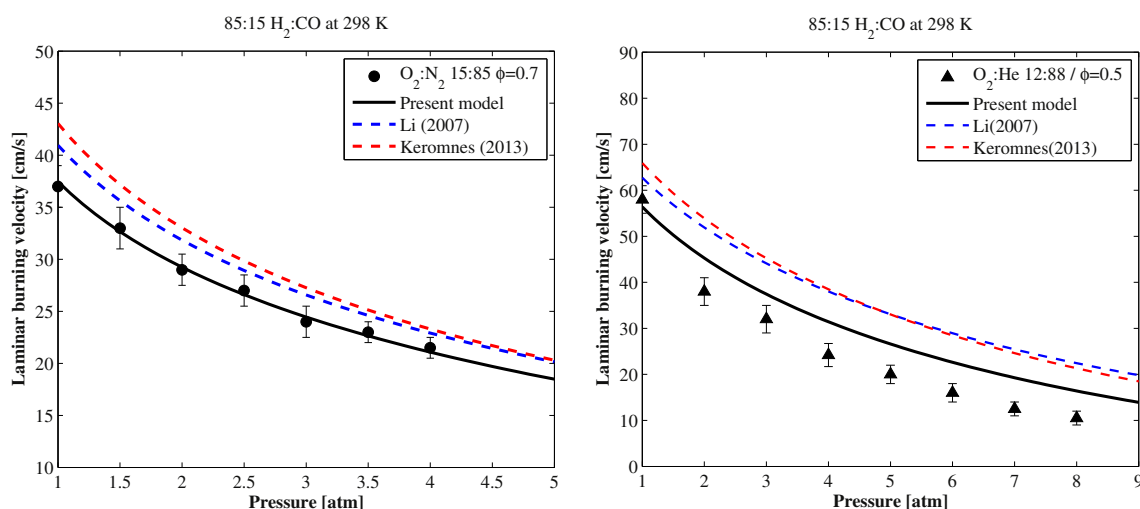 85:15 H2:CO at 298 K
50
45
40
35
30
25
20
15
10
Laminar burning velocity [cm/s]
O2:N2 15:85 ϕ=0.7
Present model
Li (2007)
Keromnes (2013)
1 1.5 2 2.5 3 3.5 4 4.5 5
Pressure [atm]
85:15 H2:CO at 298 K
90
80
70
60
50
40
30
20
10
0
Laminar burning velocity [cm/s]
O2:He 12:88 / ϕ=0.5
Present model
Li(2007)
Keromnes(2013)
1 2 3 4 5 6 7 8 9
Pressure [atm]